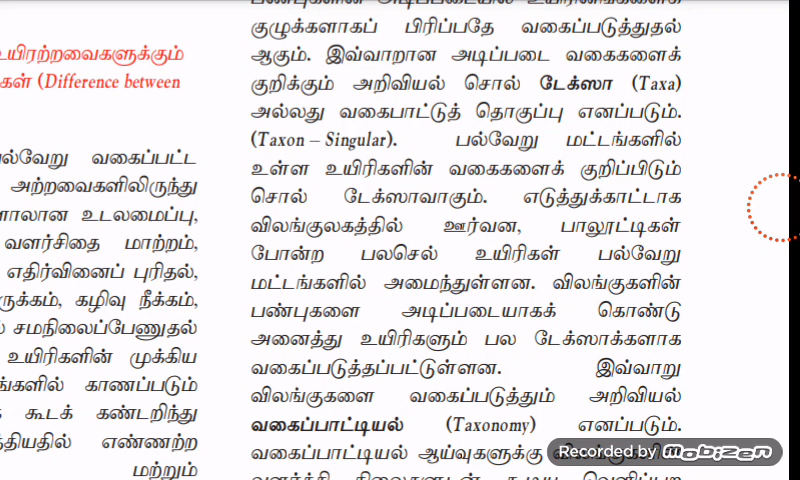 உயிரற்றவைகளுக்கும்
கள் (Difference between
பல்வேறு வகைப்பட்ட
அற்றவைகளிலிருந்து
ளாலான உடலமைப்பு,
வளர்சிதை மாற்றம்,
எதிர்வினைப் புரிதல்,
ருக்கம், கழிவு நீக்கம்,
சமநிலைப்பேணுதல்
உயிரிகளின் முக்கிய
ங்களில் காணப்படும்
கூடக் கண்டறிந்து
த்தியதில் எண்ணற்ற
மற்றும்
குழுக்களாகப் பிரிப்பதே வகைப்படுத்துதல்
ஆகும். இவ்வாறான அடிப்படை வகைகளைக்
குறிக்கும் அறிவியல் சொல் டேக்ஸா (Taxa)
அல்லது வகைபாட்டுத் தொகுப்பு எனப்படும்.
(Taxon – Singular). பல்வேறு மட்டங்களில்
உள்ள உயிரிகளின் வகைகளைக் குறிப்பிடும்
சொல் டேக்ஸாவாகும். எடுத்துக்காட்டாக
விலங்குலகத்தில் ஊர்வன, பாலூட்டிகள்
போன்ற பலசெல் உயிரிகள் பல்வேறு
மட்டங்களில் அமைந்துள்ளன. விலங்குகளின்
பண்புகளை அடிப்படையாகக் கொண்டு
அனைத்து உயிரிகளும் பல டேக்ஸாக்களாக
வகைப்படுத்தப்பட்டுள்ளன. இவ்வாறு
விலங்குகளை வகைப்படுத்தும் அறிவியல்
வகைப்பாட்டியல் (Taxonomy) எனப்படும்.
வகைப்பாட்டியல் ஆய்வுகளுக்கு
Recorded by mobizen